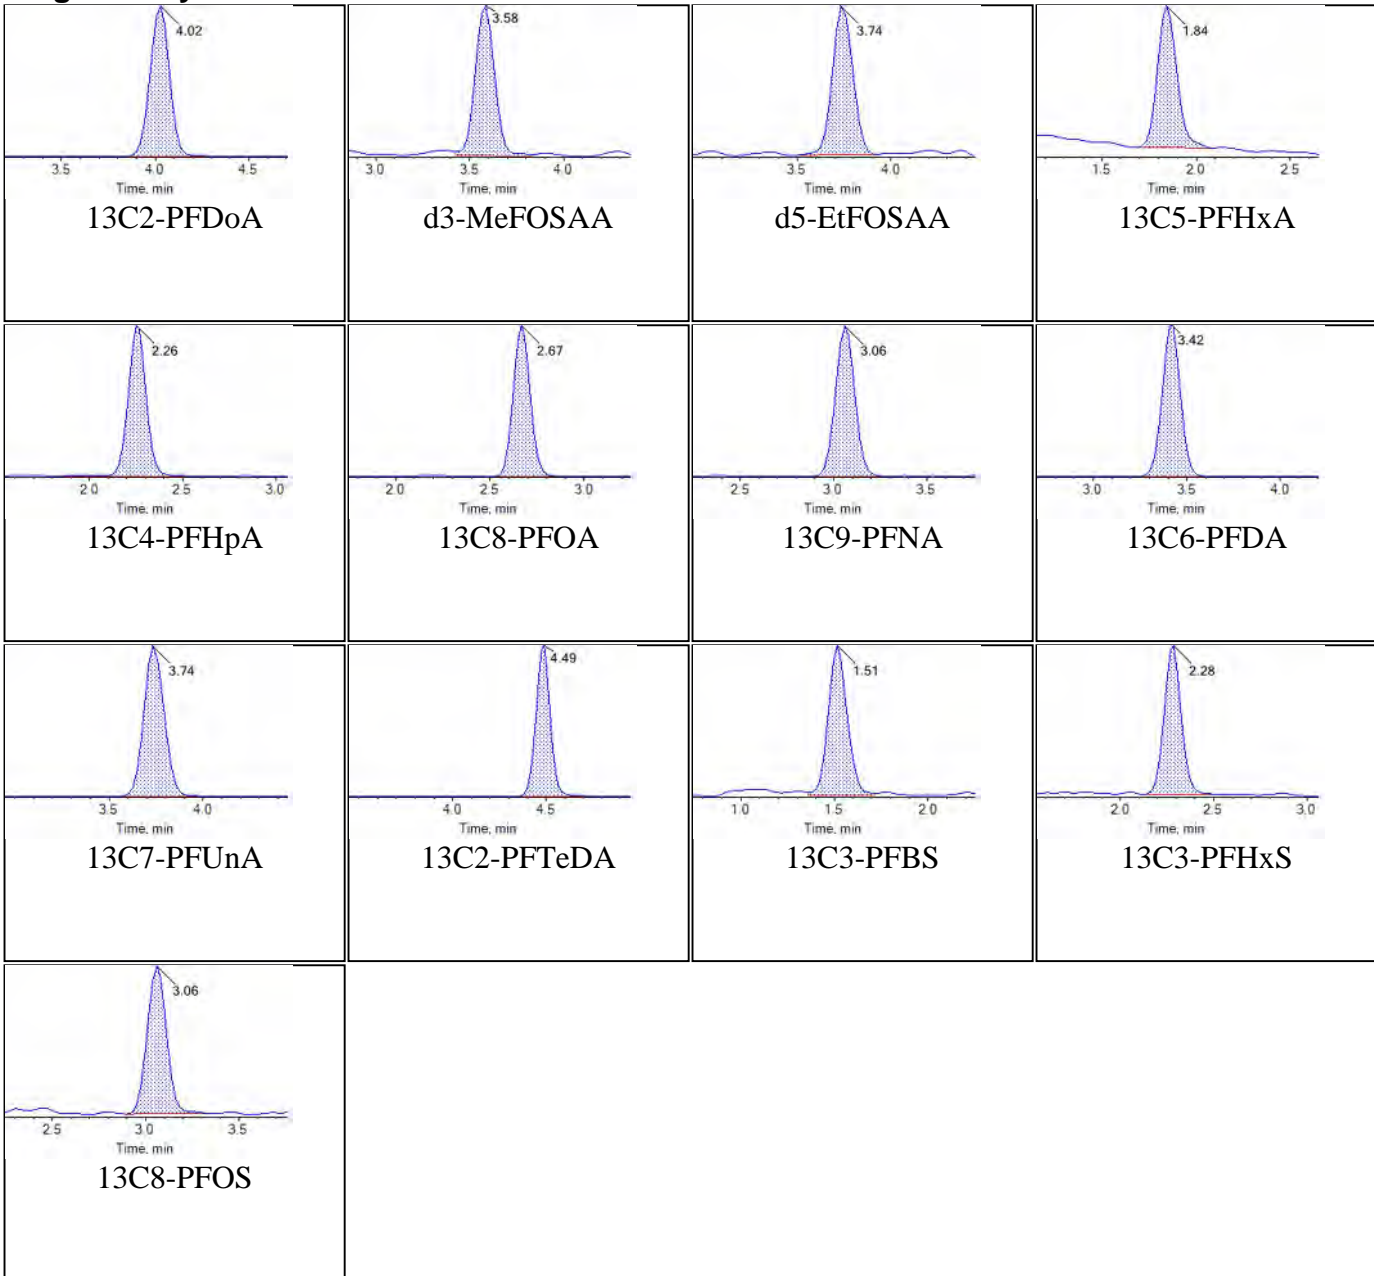 4.02
3.5 4.0 4.5
Time, min
13C2-PFDoA
3.58
3.0 3.5 4.0
Time, min
d3-MeFOSAA
3.74
3.5 4.0
Time, min
d5-EtFOSAA
1.84
1.5 2.0 2.5
Time, min
13C5-PFHxA
2.26
2.0 2.5 3.0
Time, min
13C4-PFHpA
2.67
2.0 2.5 3.0
Time, min
13C8-PFOA
3.06
2.5 3.0 3.5
Time, min
13C9-PFNA
3.42
3.0 3.5 4.0
Time, min
13C6-PFDA
3.74
3.5 4.0
Time, min
13C7-PFUnA
4.49
4.0 4.5
Time, min
13C2-PFTeDA
1.51
1.0 1.5 2.0
Time, min
13C3-PFBS
2.28
2.0 2.5 3.0
Time, min
13C3-PFHxS
3.06
2.5 3.0 3.5
Time, min
13C8-PFOS